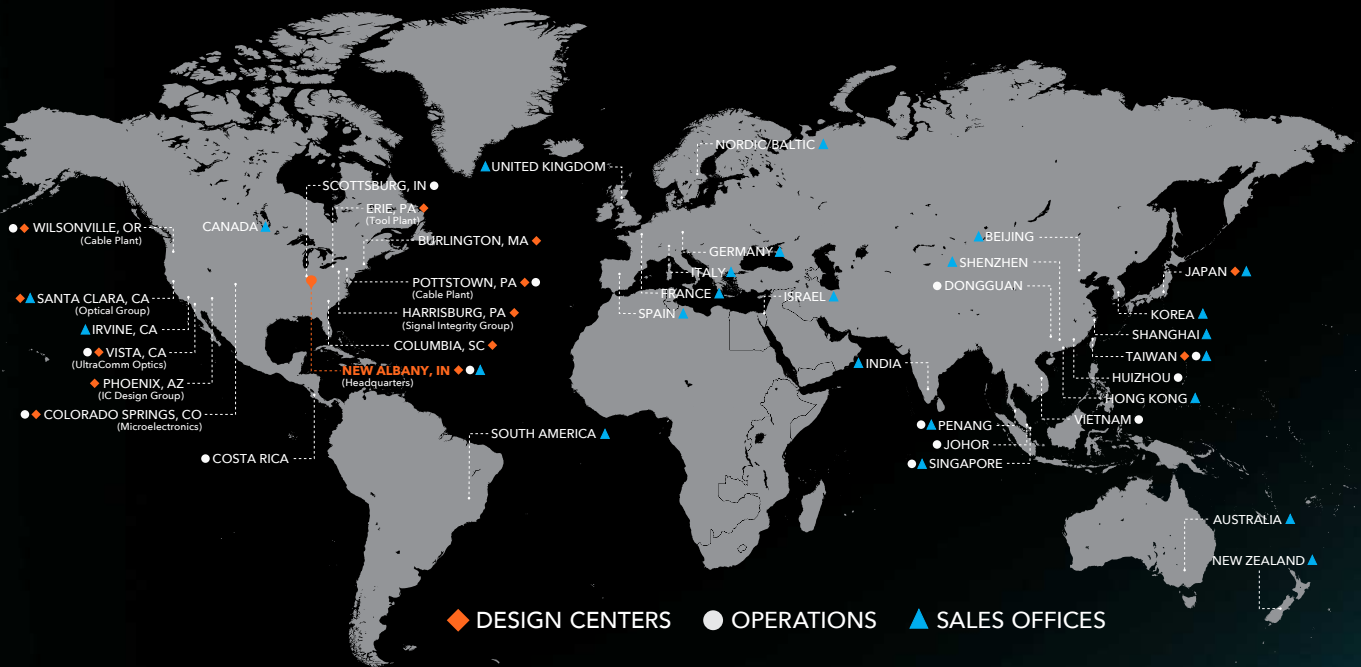 NORDIC/BALTIC
UNITED KINGDOM
SCOTTSBURG, IN
ERIE, PA
(Tool Plant)
WILSONVILLE, OR
(Cable Plant)
CANADA
BURLINGTON, MA
BEIJING
GERMANY
SHENZHEN
ITALY
JAPAN
POTTSTOWN, PA
(Cable Plant)
DONGGUAN
FRANCE
ISRAEL
SANTA CLARA, CA
(Optical Group)
HARRISBURG, PA
(Signal Integrity Group)
SPAIN
KOREA
IRVINE, CA
SHANGHAI
COLUMBIA, SC
VISTA, CA
(UltraComm Optics)
TAIWAN
INDIA
NEW ALBANY, IN
(Headquarters)
HUIZHOU
PHOENIX, AZ
(IC Design Group)
HONG KONG
COLORADO SPRINGS, CO
(Microelectronics)
VIETNAM
PENANG
SOUTH AMERICA
JOHOR
COSTA RICA
SINGAPORE
AUSTRALIA
NEW ZEALAND
DESIGN CENTERS OPERATIONS SALES OFFICES